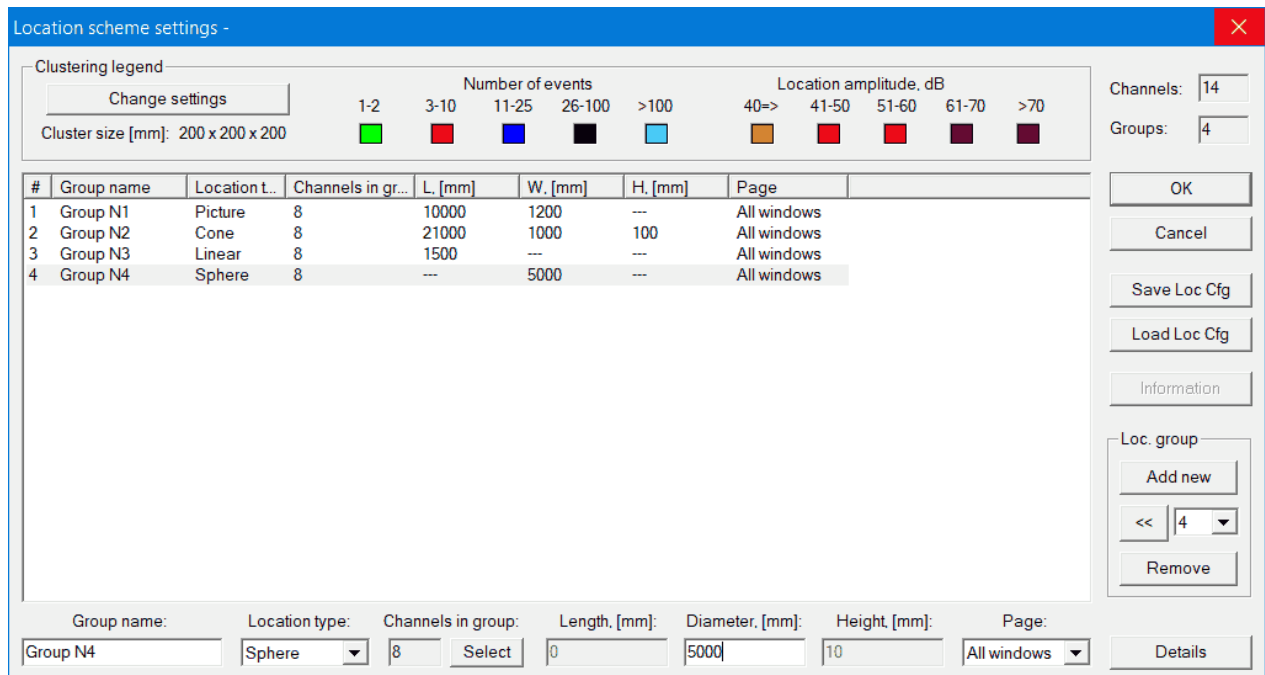 Location scheme settings -
Clustering legend
Change settings
Number of events
Location amplitude, dB
1-2 3-10 11-25 26-100 >100 40=> 41-50 51-60 61-70 >70
Cluster size [mm]: 200 x 200 x 200
Channels: 14
Groups: 4
# Group name Location t... Channels in gr... L, [mm] W, [mm] H, [mm] Page
1 Group N1 Picture 8 10000 1200 --- All windows
2 Group N2 Cone 8 21000 1000 100 All windows
3 Group N3 Linear 8 1500 --- --- All windows
4 Group N4 Sphere 8 --- 5000 --- All windows
OK
Cancel
Save Loc Cfg
Load Loc Cfg
Information
Loc. group
Add new
<< 4
Remove
Group name: Location type: Channels in group: Length, [mm]: Diameter, [mm]: Height, [mm]: Page:
Group N4 Sphere 8 Select 0 5000 10 All windows
Details